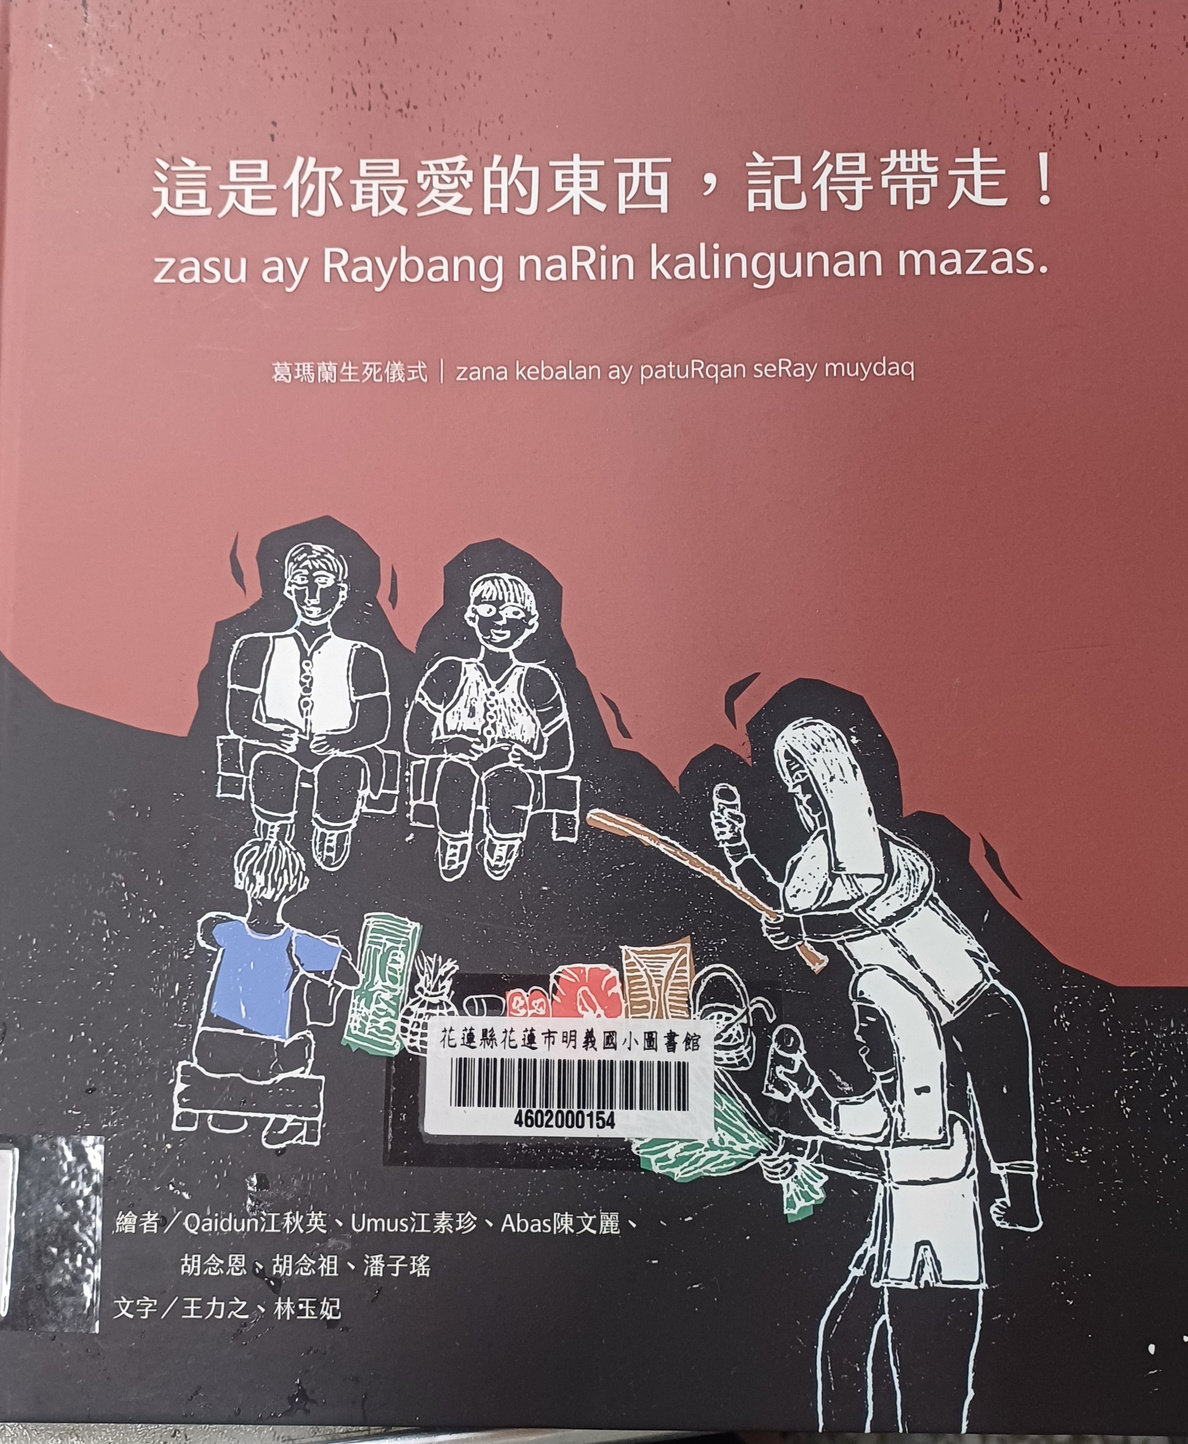 這是你最愛的東西，記得帶走！
zasu ay Raybang naRin kalingunan mazas.
葛瑪蘭生死儀式｜zana kebalan ay patuRqan seRay muydaq
花蓮縣花蓮市明義國小圖書館
4602000154
繪者／Qaidun江秋英、Umus江素珍、Abas陳文麗、
胡念恩、胡念祖、潘子瑤
文字／王力之、林玉妃